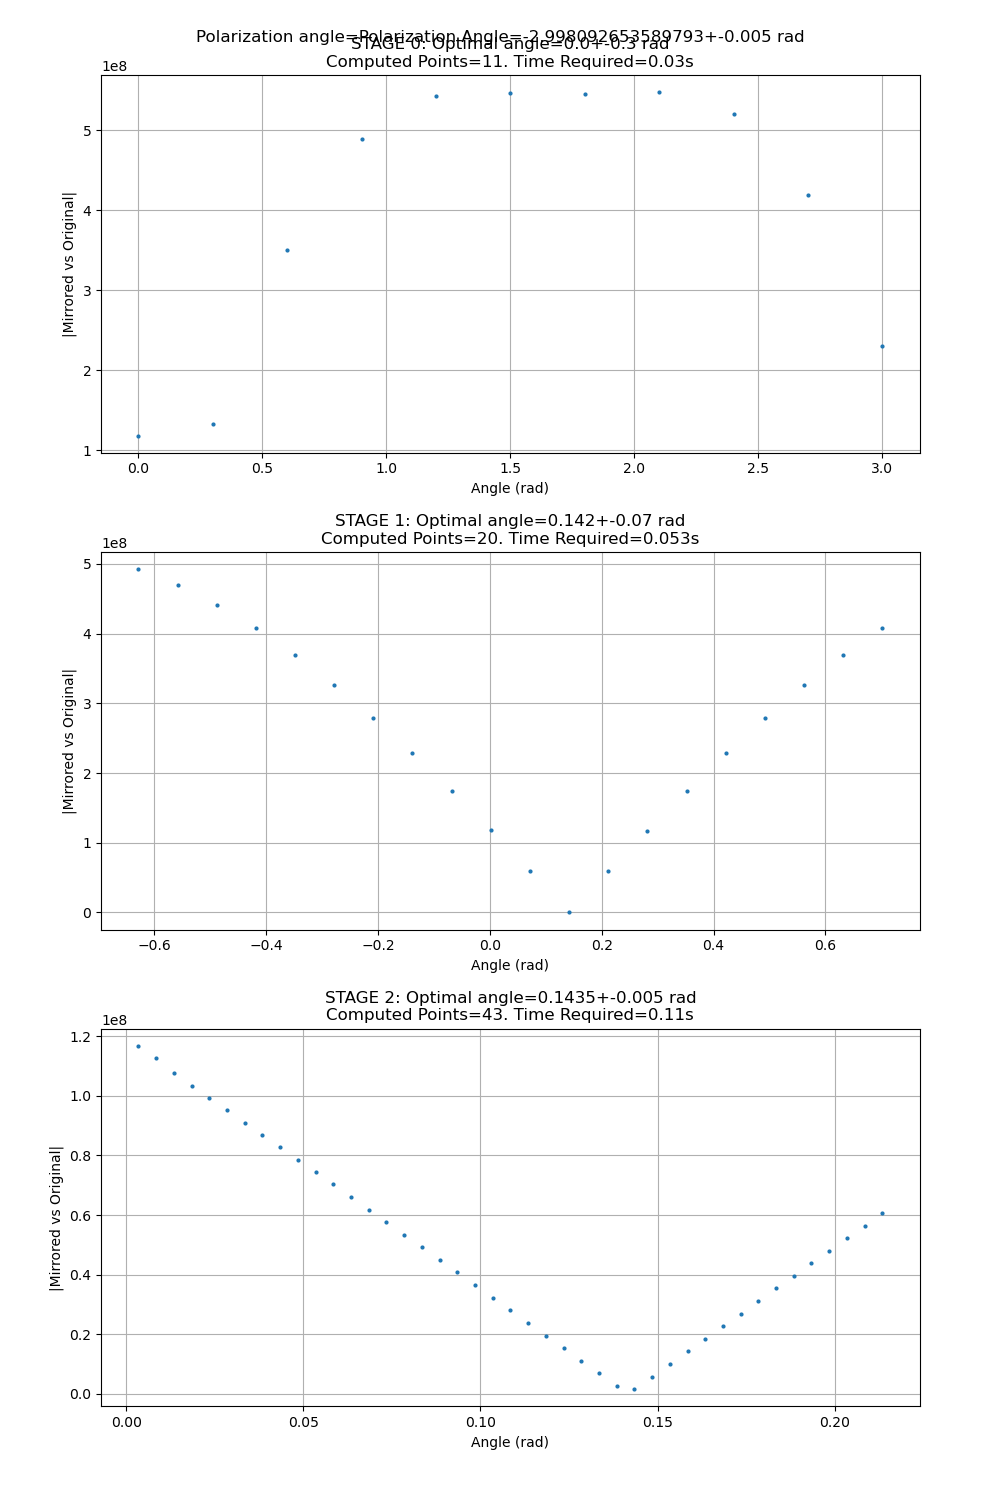 Polarization angle=Polarization Angle=-2.998092653589793+-0.005 rad
STAGE 0: Optimal angle=0.0+-0.3 rad
Computed Points=11. Time Required=0.03s
1e8
5
4
3
2
1
|Mirrored vs Original|
0.0 0.5 1.0 1.5 2.0 2.5 3.0
Angle (rad)
STAGE 1: Optimal angle=0.142+-0.07 rad
Computed Points=20. Time Required=0.053s
1e8
5
4
3
2
1
0
|Mirrored vs Original|
−0.6 −0.4 −0.2 0.0 0.2 0.4 0.6
Angle (rad)
STAGE 2: Optimal angle=0.1435+-0.005 rad
Computed Points=43. Time Required=0.11s
1e8
1.2
1.0
0.8
0.6
0.4
0.2
0.0
|Mirrored vs Original|
0.00 0.05 0.10 0.15 0.20
Angle (rad)